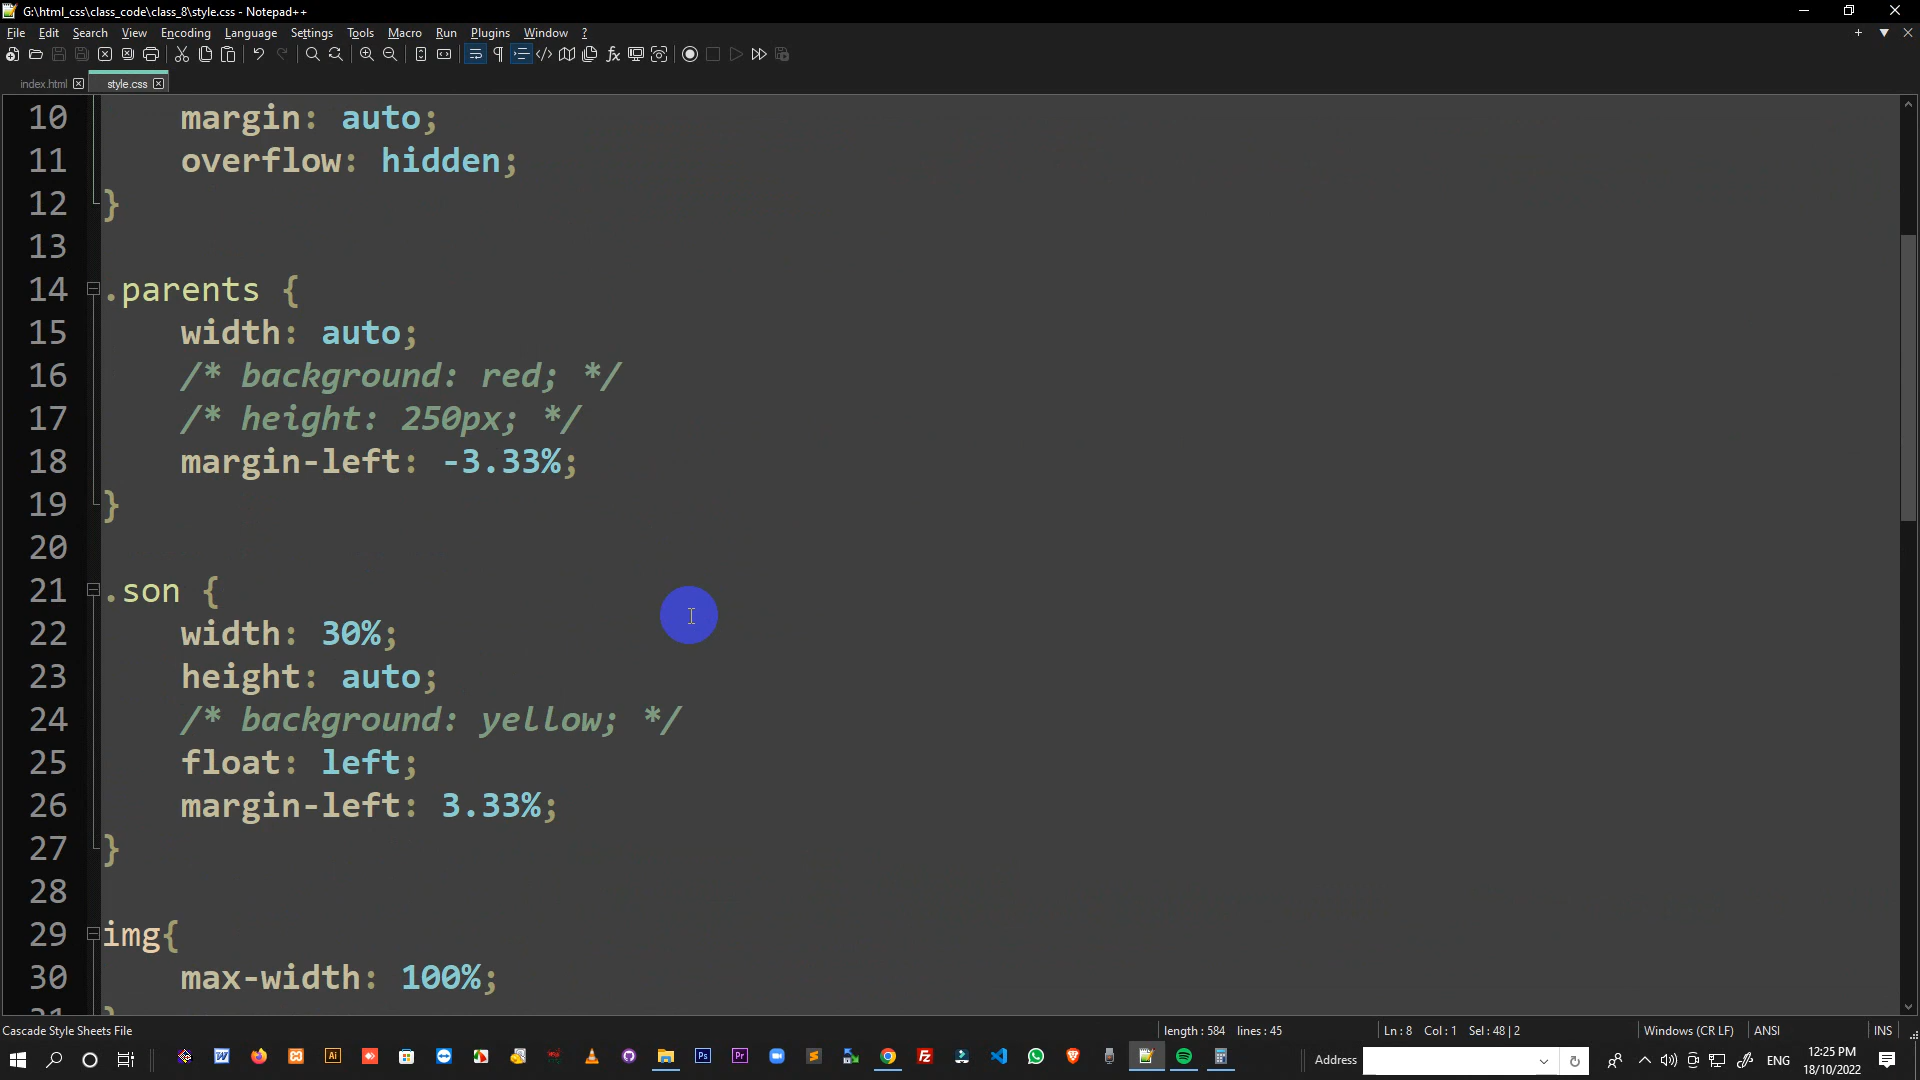 G:\html_css\class_code\class_8\style.css - Notepad++
File Edit Search View Encoding Language Settings Tools Macro Run Plugins Window ?
index.html style.css
10 margin: auto;
11 overflow: hidden;
12 }
13
14 .parents {
15 width: auto;
16 /* background: red; */
17 /* height: 250px; */
18 margin-left: -3.33%;
19 }
20
21 .son {
22 width: 30%;
23 height: auto;
24 /* background: yellow; */
25 float: left;
26 margin-left: 3.33%;
27 }
28
29 img{
30 max-width: 100%;
31 }
Cascade Style Sheets File length : 584 lines : 45 Ln : 8 Col : 1 Sel : 48 | 2 Windows (CR LF) ANSI INS
Address ENG 12:25 PM
18/10/2022